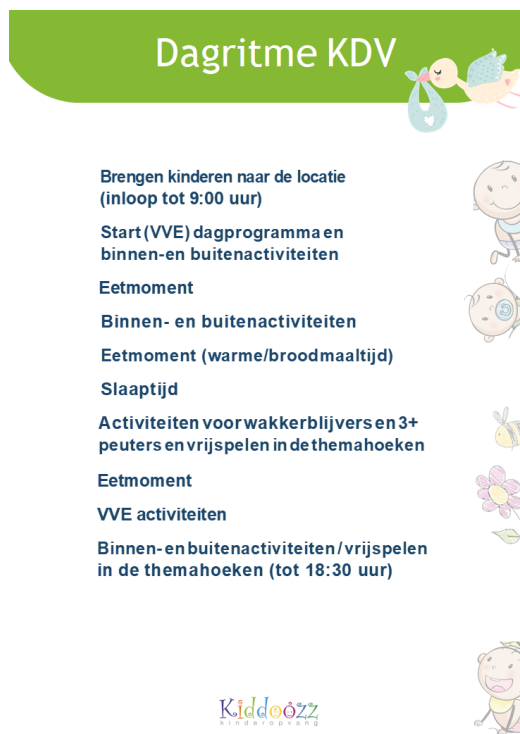 Dagritme KDV
Brengen kinderen naar de locatie
(inloop tot 9:00 uur)
Start (VVE) dagprogramma en
binnen-en buitenactiviteiten
Eetmoment
Binnen- en buitenactiviteiten
Eetmoment (warme/broodmaaltijd)
Slaaptijd
Activiteiten voor wakkerblijvers en 3+
peuters en vrijspelen in de themahoeken
Eetmoment
VVE activiteiten
Binnen- en buitenactiviteiten / vrijspelen
in de themahoeken (tot 18:30 uur)
Kiddoozz
kinderopvang